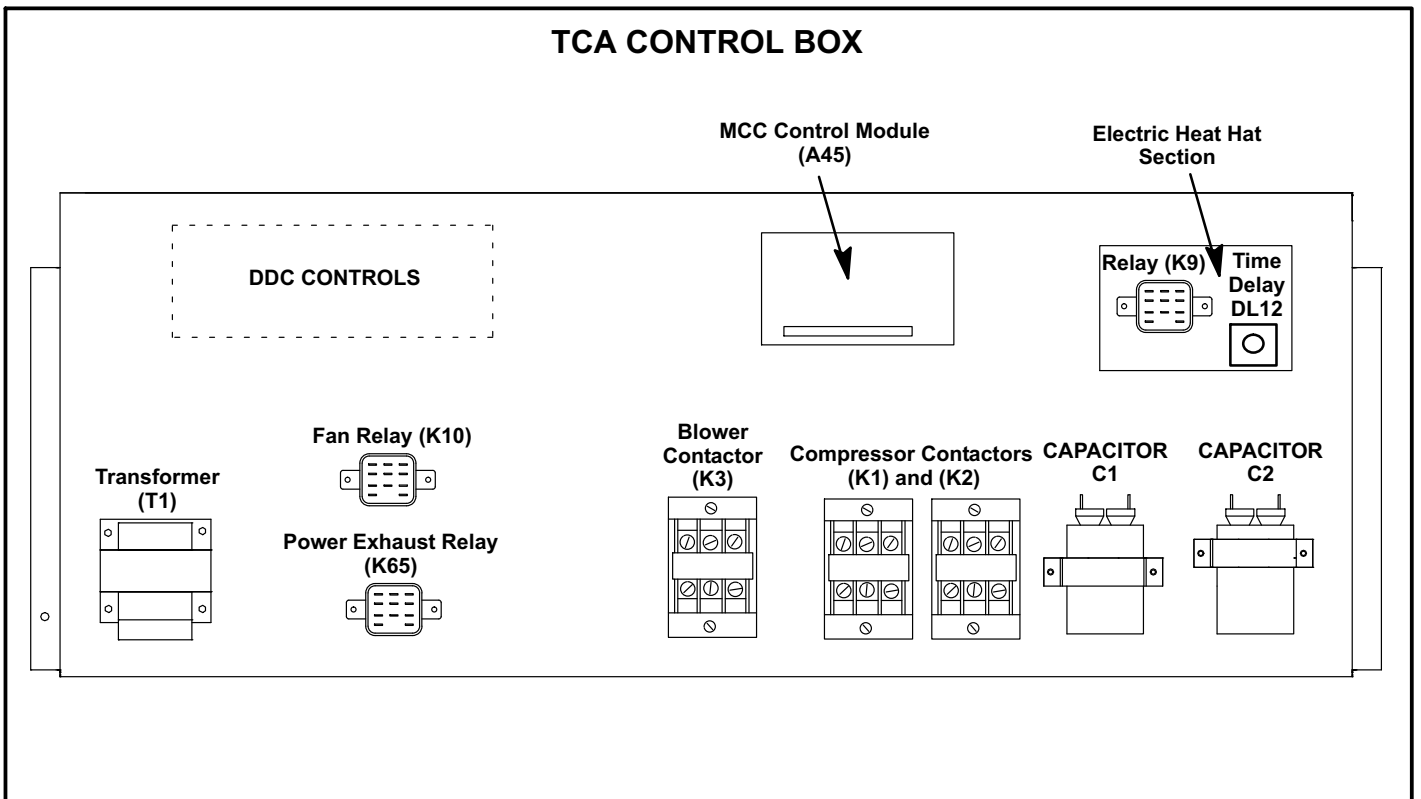 TCA CONTROL BOX
MCC Control Module
(A45)
Electric Heat Hat
Section
DDC CONTROLS
Relay (K9)
Time
Delay
DL12
Transformer
(T1)
Fan Relay (K10)
Power Exhaust Relay
(K65)
Blower
Contactor
(K3)
Compressor Contactors
(K1) and (K2)
CAPACITOR
C1
CAPACITOR
C2